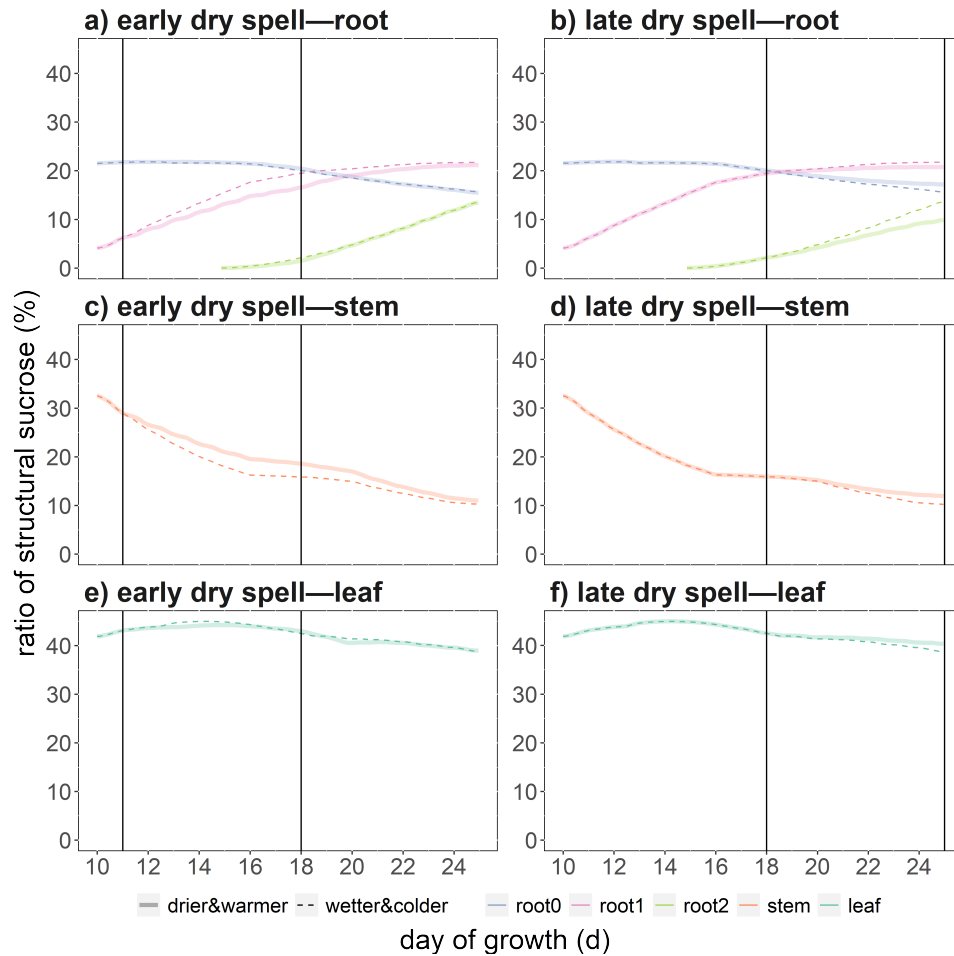 a) early dry spell—root
b) late dry spell—root
40
30
20
10
0
40
30
20
10
0
c) early dry spell—stem
d) late dry spell—stem
40
30
20
10
0
40
30
20
10
0
e) early dry spell—leaf
f) late dry spell—leaf
40
30
20
10
0
40
30
20
10
0
10 12 14 16 18 20 22 24
10 12 14 16 18 20 22 24
ratio of structural sucrose (%)
drier&warmer wetter&colder root0 root1 root2 stem leaf
day of growth (d)